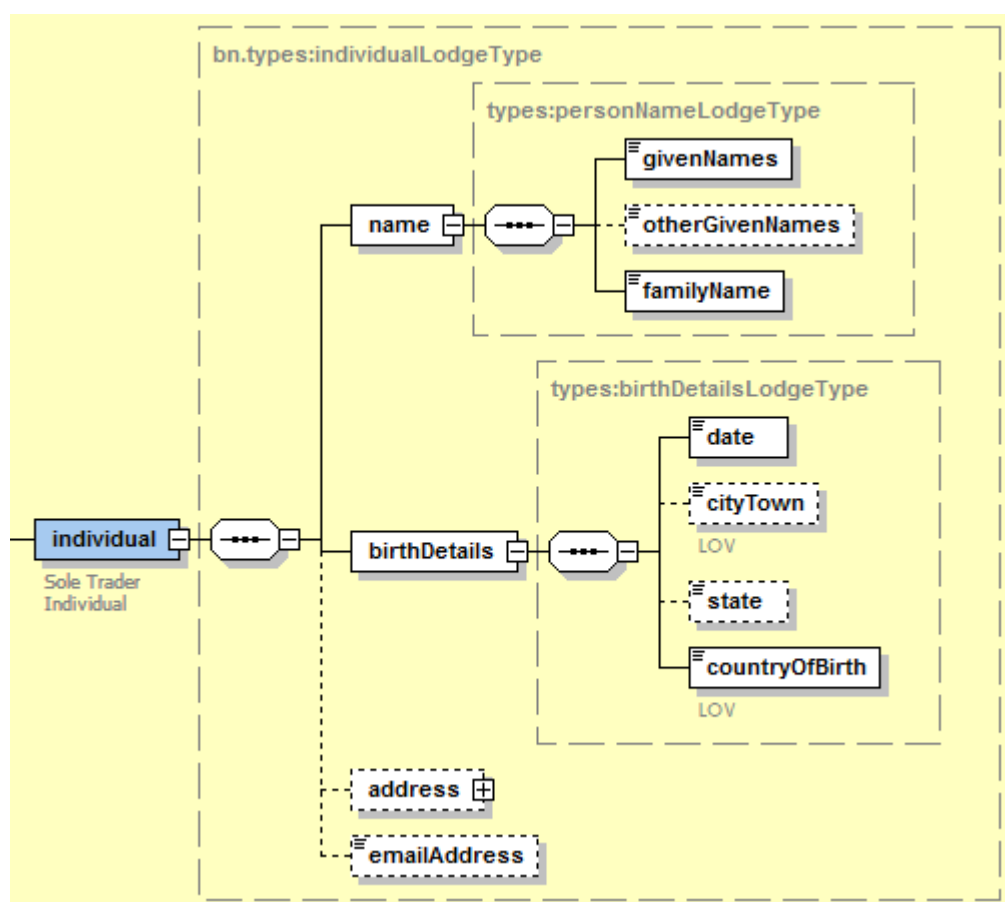 bn.types:individualLodgeType
types:personNameLodgeType
givenNames
name
otherGivenNames
familyName
types:birthDetailsLodgeType
date
cityTown
LOV
individual
Sole Trader
Individual
birthDetails
state
countryOfBirth
LOV
address
emailAddress